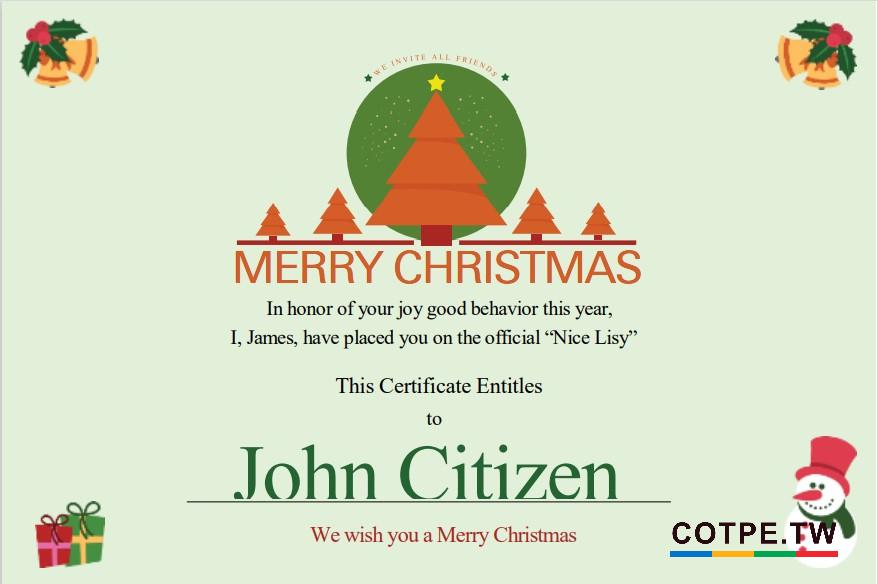 WE INVITE ALL FRIENDS
MERRY CHRISTMAS
In honor of your joy good behavior this year,
I, James, have placed you on the official “Nice Lisy”
This Certificate Entitles
to
John Citizen
We wish you a Merry Christmas
COTPE.TW